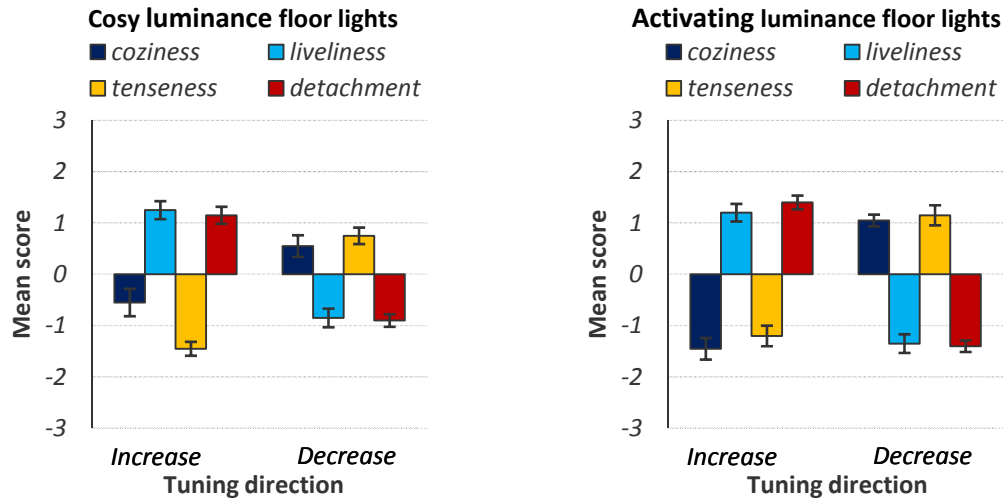 Cosy luminance floor lights
coziness
liveliness
tenseness
detachment
3
2
1
0
-1
-2
-3
Mean score
Increase
Decrease
Tuning direction
Activating luminance floor lights
coziness
liveliness
tenseness
detachment
3
2
1
0
-1
-2
-3
Mean score
Increase
Decrease
Tuning direction